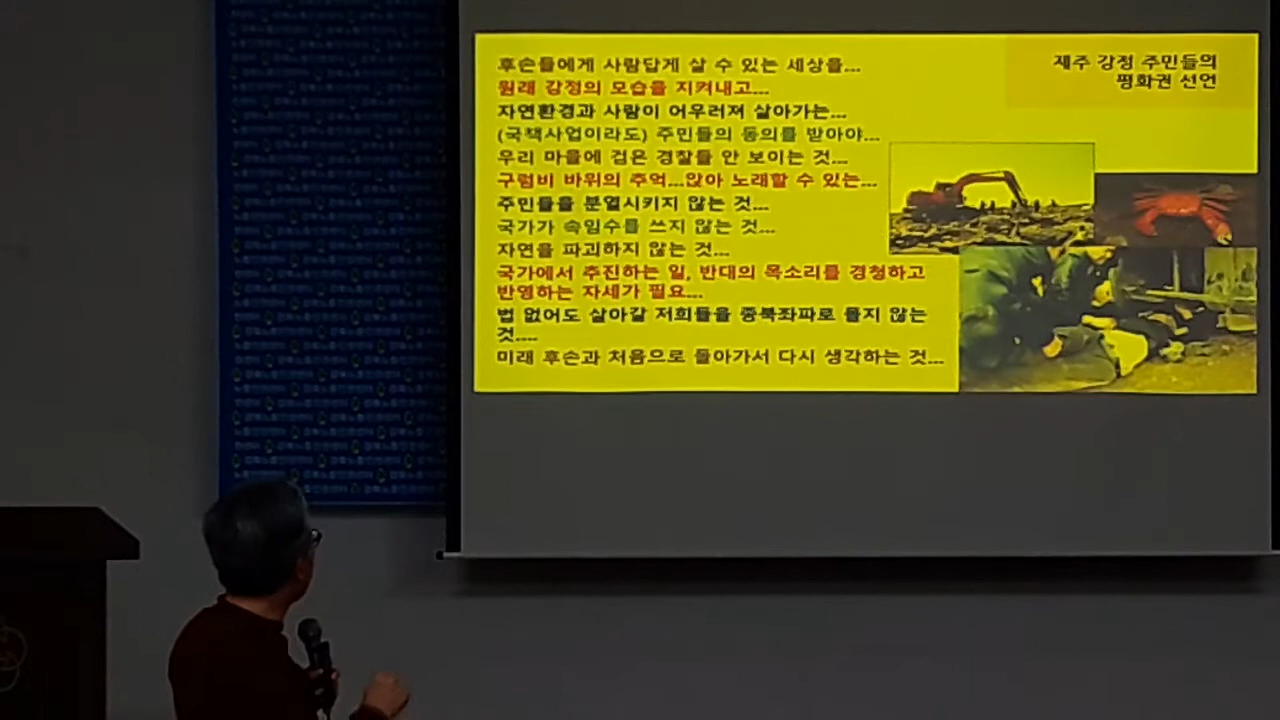 후손들에게 사람답게 살 수 있는 세상을...
원래 강정의 모습을 지켜내고...
자연환경과 사람이 어우러져 살아가는...
(국책사업이라도) 주민들의 동의를 받아야...
우리 마을에 검은 경찰들 안 보이는 것...
구럼비 바위의 추억...앉아 노래할 수 있는...
주민들을 분열시키지 않는 것...
국가가 속임수를 쓰지 않는 것...
자연을 파괴하지 않는 것...
국가에서 추진하는 일, 반대의 목소리를 경청하고
반영하는 자세가 필요...
법 없어도 살아갈 저희들을 종북좌파로 몰지 않는
것....
미래 후손과 처음으로 돌아가서 다시 생각하는 것...
제주 강정 주민들의
평화권 선언